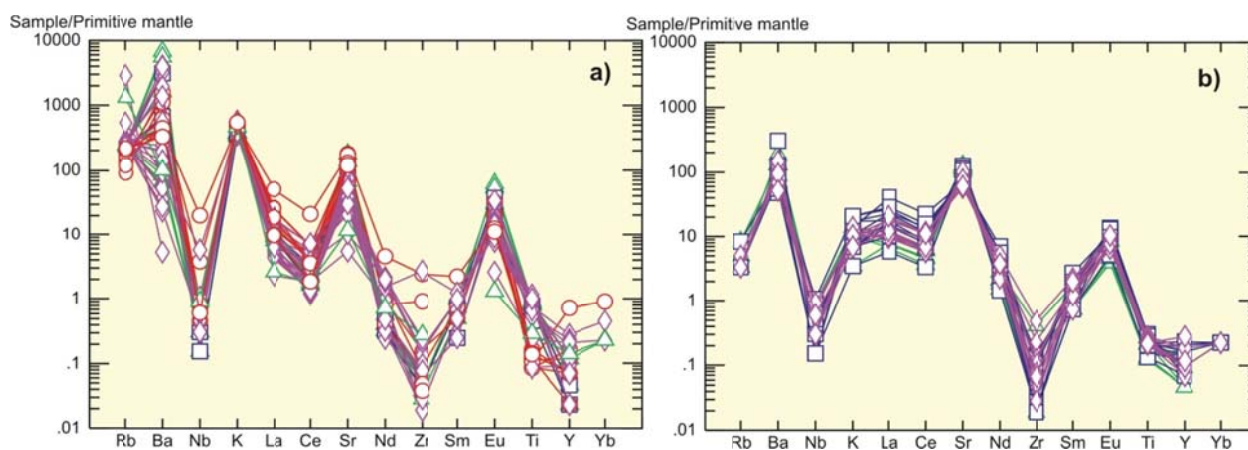 Sample/Primitive mantle
a)
10000
1000
100
10
1
.1
.01
Rb Ba Nb K La Ce Sr Nd Zr Sm Eu Ti Y Yb
Sample/Primitive mantle
b)
10000
1000
100
10
1
.1
.01
Rb Ba Nb K La Ce Sr Nd Zr Sm Eu Ti Y Yb